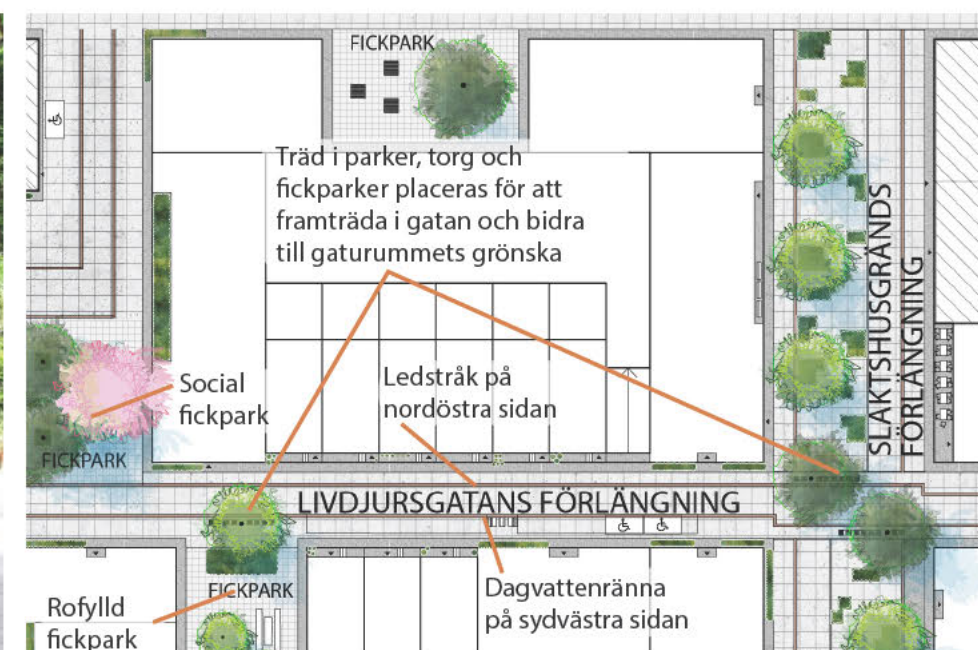 FICKPARK
Träd i parker, torg och
fickparker placeras för att
framträda i gatan och bidra
till gaturummets grönska
SLAKTSHUSGRÄNDS
FÖRLÄNGNING
Social
fickpark
Ledstråk på
nordöstra sidan
FICKPARK
LIVDJURSGATANS FÖRLÄNGNING
FICKPARK
Rofylld
fickpark
Dagvattenränna
på sydvästra sidan